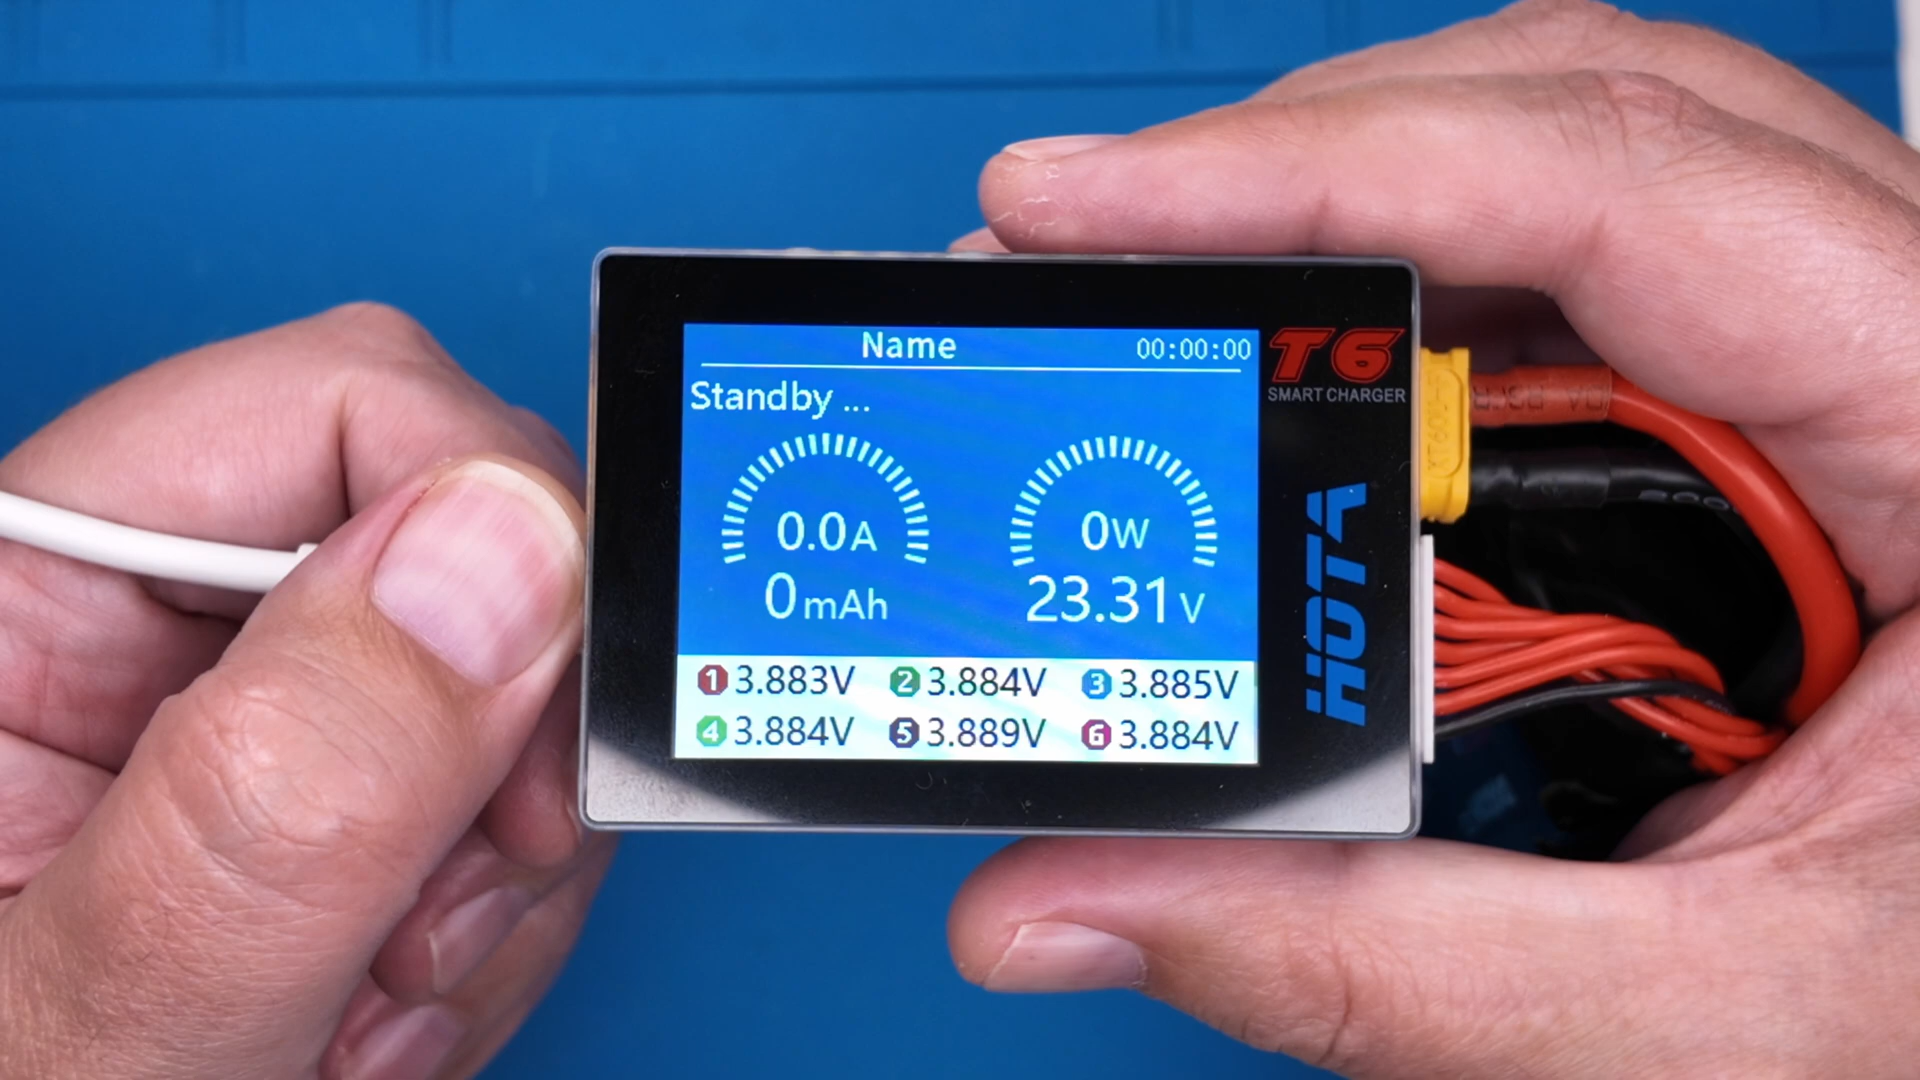 Name 00:00:00
Standby ...
0.0A 0W
0mAh 23.31V
1 3.883V 2 3.884V 3 3.885V
4 3.884V 5 3.889V 6 3.884V
T6
SMART CHARGER
HOTA
XT60H